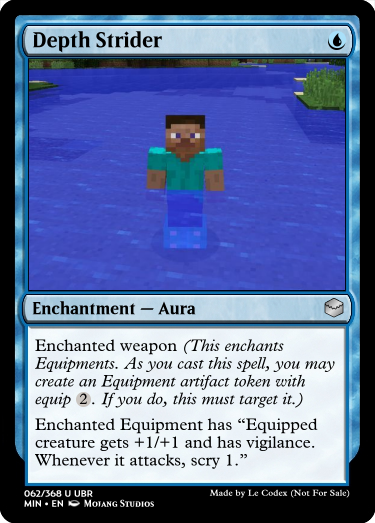 Depth Strider
Enchantment — Aura
Enchanted weapon (This enchants
Equipments. As you cast this spell, you may
create an Equipment artifact token with
equip 2. If you do, this must target it.)
Enchanted Equipment has “Equipped
creature gets +1/+1 and has vigilance.
Whenever it attacks, scry 1.”
062/368 U UBR
Made by Le Codex (Not For Sale)
MIN • EN Mojang Studios